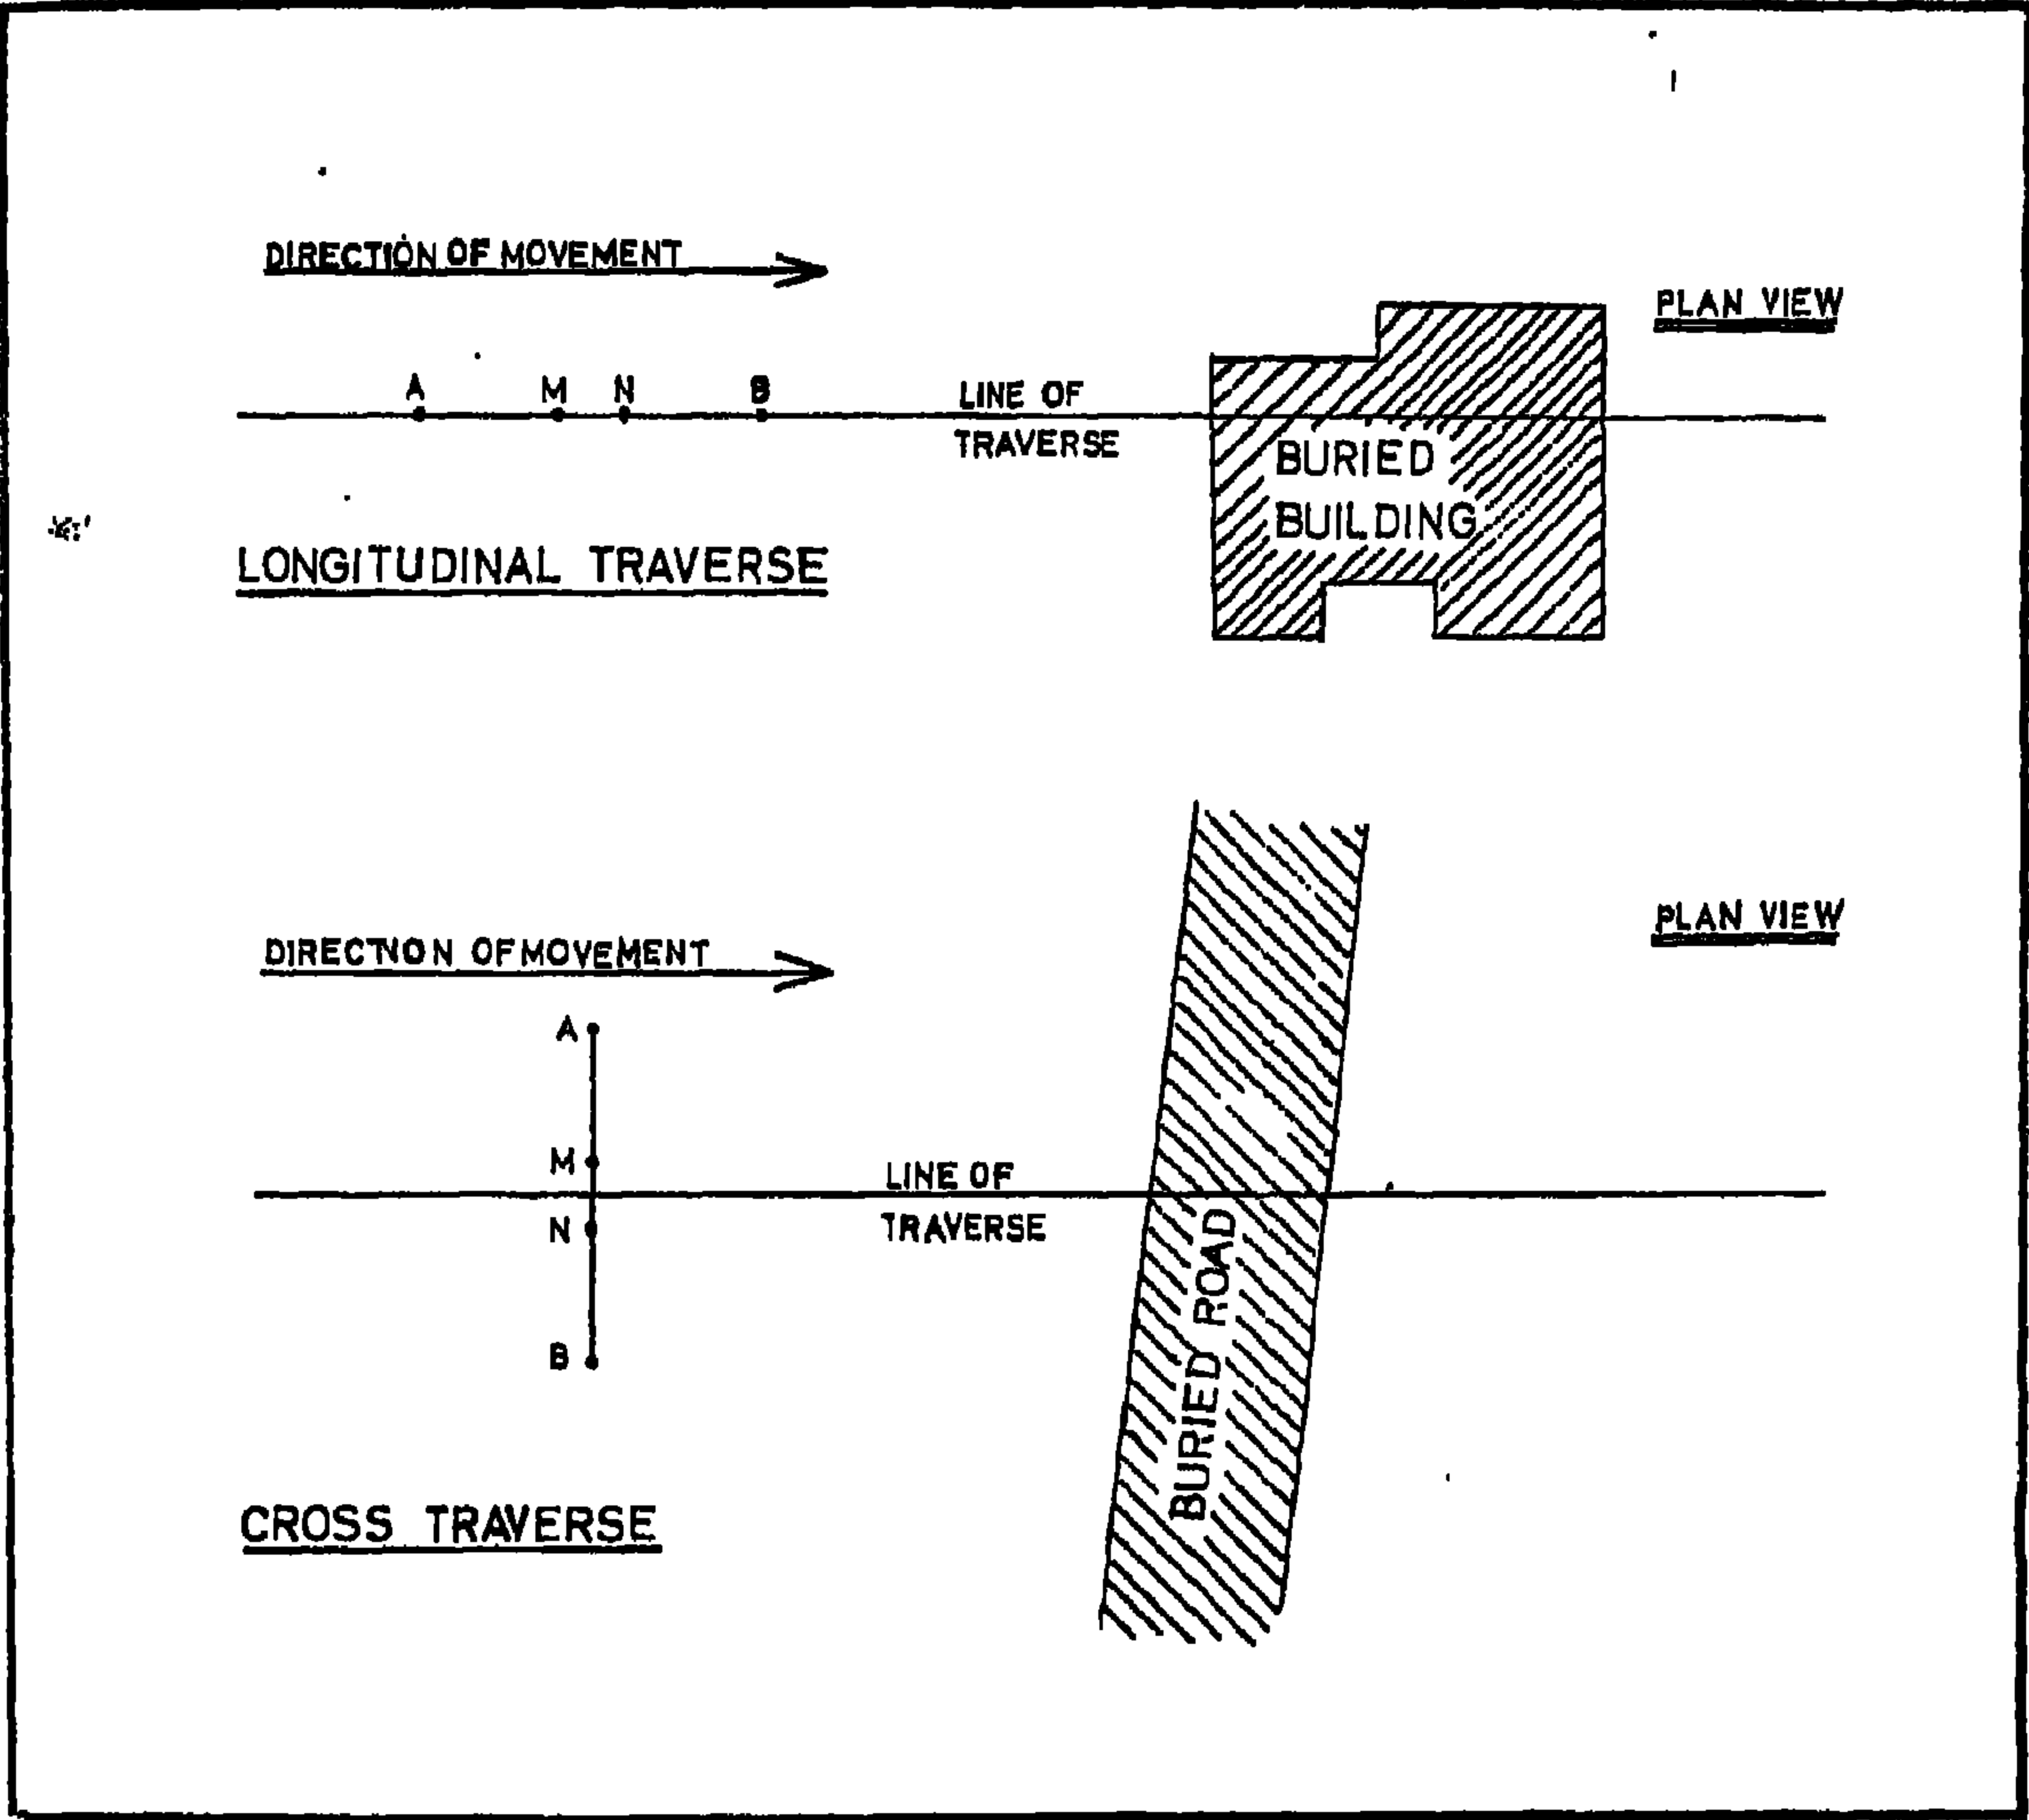 DIRECTION OF MOVEMENT
PLAN VIEW
A M N B
LINE OF
TRAVERSE
BURIED
BUILDING
LONGITUDINAL TRAVERSE
DIRECTION OF MOVEMENT
PLAN VIEW
A
M
LINE OF
N
TRAVERSE
B
BURIED ROAD
CROSS TRAVERSE